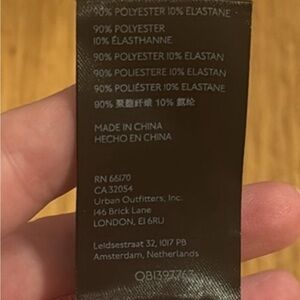 90% POLYESTER 10% ELASTANE
90% POLYESTER
10% ÉLASTHANNE
90% POLYESTER 10% ELASTAN
90% POLIESTERE 10% ELASTAN
90% POLIÉSTER 10% ELASTANE
90% 聚酯纤维 10% 氨纶
MADE IN CHINA
HECHO EN CHINA
RN 66170
CA 32054
Urban Outfitters, Inc.
146 Brick Lane
LONDON, E1 6RU
Leidsestraat 32, 1017 PB
Amsterdam, Netherlands